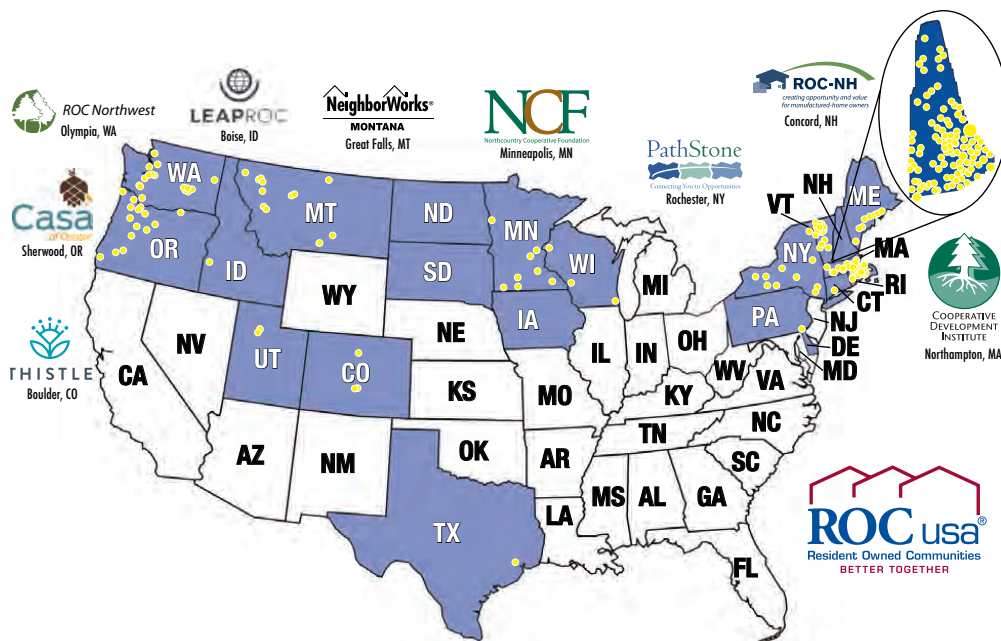 ROC Northwest
Olympia, WA
LEAPROC
Boise, ID
NeighborWorks®
MONTANA
Great Falls, MT
NCF
Northcountry Cooperative Foundation
Minneapolis, MN
PathStone
Connecting You to Opportunities
Rochester, NY
ROC-NH
creating opportunity and value
for manufactured-home owners
Concord, NH
Casa
of Oregon
Sherwood, OR
THISTLE
Boulder, CO
COOPERATIVE
DEVELOPMENT
INSTITUTE
Northampton, MA
WA
MT
ND
MN
OR
ID
SD
WI
WY
IA
NE
MI
NV
UT
CO
CA
KS
MO
IL
IN
OH
KY
WV
VA
AZ
NM
OK
AR
TN
NC
SC
MS
AL
GA
LA
TX
FL
VT
NH
ME
NY
MA
RI
CT
PA
NJ
DE
MD
ROC USA®
Resident Owned Communities
BETTER TOGETHER